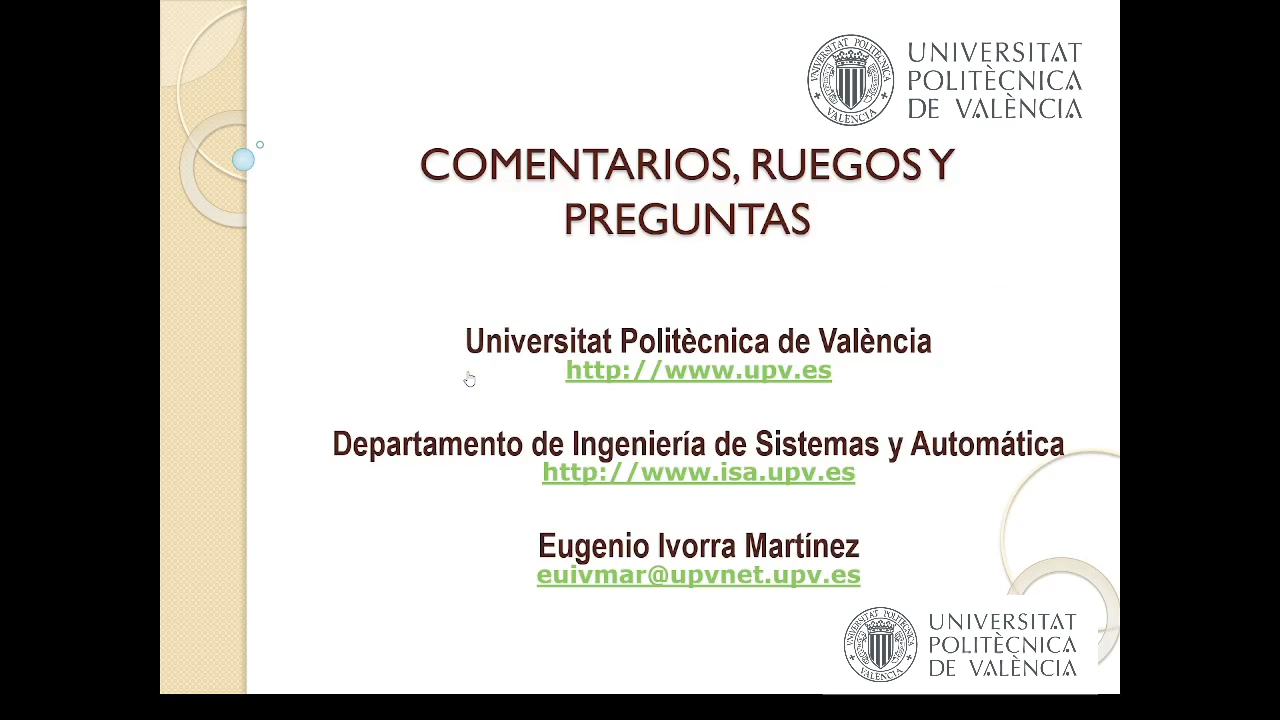 UNIVERSITAT
POLITÈCNICA
DE VALÈNCIA
COMENTARIOS, RUEGOS Y
PREGUNTAS
Universitat Politècnica de València
http://www.upv.es
Departamento de Ingeniería de Sistemas y Automática
http://www.isa.upv.es
Eugenio Ivorra Martínez
euivmar@upvnet.upv.es
UNIVERSITAT
POLITÈCNICA
DE VALÈNCIA